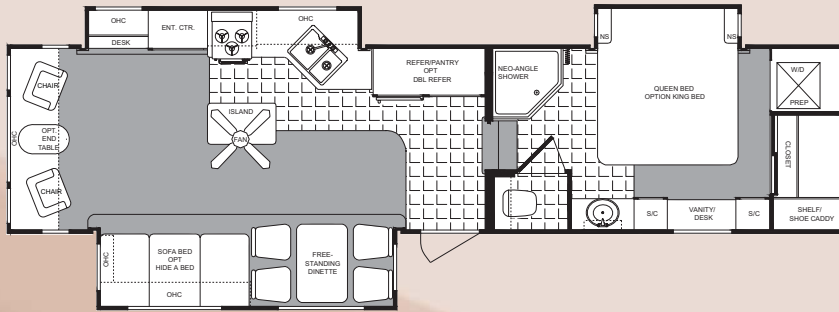 OHC
DESK
ENT. CTR.
OHC
CHAIR
OHC
OPT.
END
TABLE
CHAIR
ISLAND
FAN
REFER/PANTRY
OPT
DBL REFER
NEO-ANGLE
SHOWER
NS
NS
QUEEN BED
OPTION KING BED
W/D
PREP
CLOSET
S/C
VANITY/
DESK
S/C
SHELF/
SHOE CADDY
OHC
SOFA BED
OPT
HIDE A BED
OHC
FREE-
STANDING
DINETTE